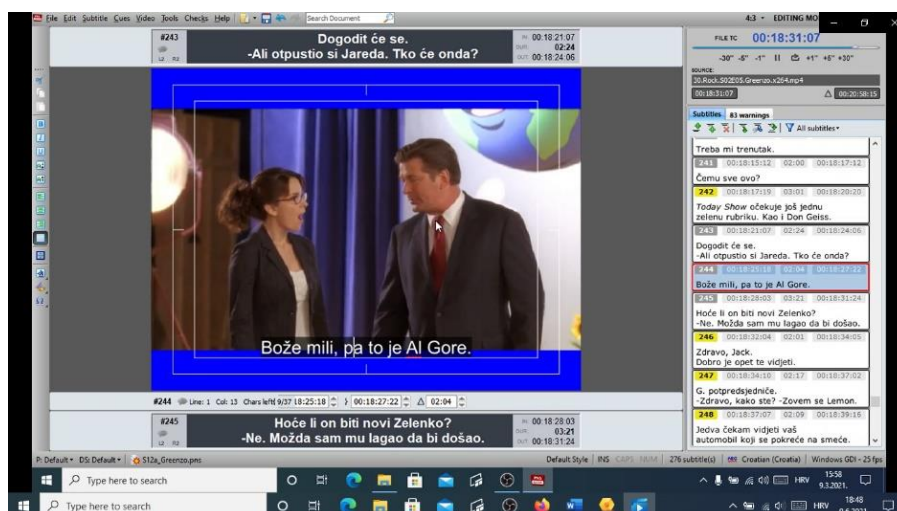 File Edit Subtitle Cues Video Tools Checks Help
Search Document
4:3 - EDITING MO
#243
Dogodit će se.
-Ali otpustio si Jareda. Tko će onda?
IN: 00:18:21:07
DUR: 02:24
OUT: 00:18:24:06
L2 R2
FILE TC 00:18:31:07
-30" -5" -1" +1" +5" +30"
SOURCE
30.Rock.S02E05.Greenzo.x264.mp4
00:18:31:07 Δ 00:20:58:15
Subtitles 83 warnings
All subtitles
Treba mi trenutak.
241 00:18:15:12 02:00 00:18:17:12
Čemu sve ovo?
242 00:18:17:19 03:01 00:18:20:20
Today Show očekuje još jednu
zelenu rubriku. Kao i Don Geiss.
243 00:18:21:07 02:24 00:18:24:06
Dogodit će se.
-Ali otpustio si Jareda. Tko će onda?
244 00:18:25:18 02:04 00:18:27:22
Bože mili, pa to je Al Gore.
245 00:18:28:03 03:21 00:18:31:24
Hoće li on biti novi Zelenko?
-Ne. Možda sam mu lagao da bi došao.
246 00:18:32:04 02:01 00:18:34:05
Zdravo, Jack.
Dobro je opet te vidjeti.
247 00:18:34:10 02:17 00:18:37:02
G. potpredsjedniče.
-Zdravo, kako ste? -Zovem se Lemon.
248 00:18:37:07 02:09 00:18:39:16
Jedva čekam vidjeti vaš
automobil koji se pokreće na smeće.
Bože mili, pa to je Al Gore.
#244 Line: 1 Col: 13 Chars left: 9/37 18:25:18 00:18:27:22 Δ 02:04
#245
Hoće li on biti novi Zelenko?
-Ne. Možda sam mu lagao da bi došao.
IN: 00:18:28:03
DUR: 03:21
OUT: 00:18:31:24
L2 R2
P: Default DS: Default S12a_Greenzo.pns
Default Style INS CAPS NUM 276 subtitle(s) Croatian (Croatia) Windows GDI - 25 fps
Type here to search
HRV
15:58
9.3.2021.
Type here to search
HRV
18:48
9.6.2021.